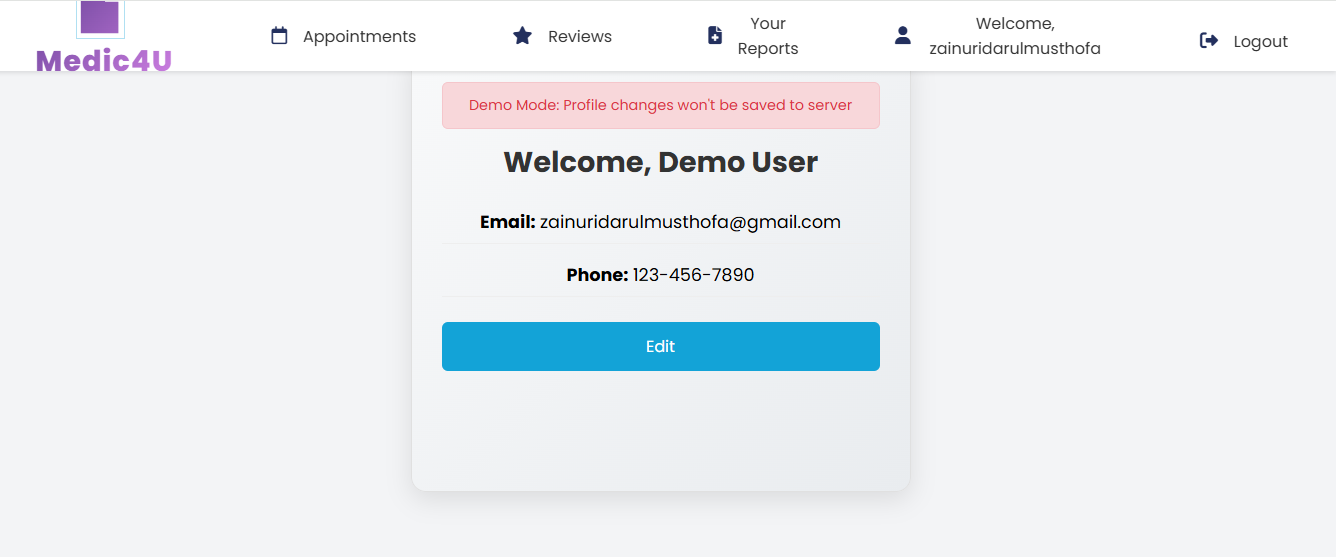 Medic4U
Appointments
Reviews
Your
Reports
Welcome,
zainuridarulmusthofa
Logout
Demo Mode: Profile changes won't be saved to server
Welcome, Demo User
Email: zainuridarulmusthofa@gmail.com
Phone: 123-456-7890
Edit